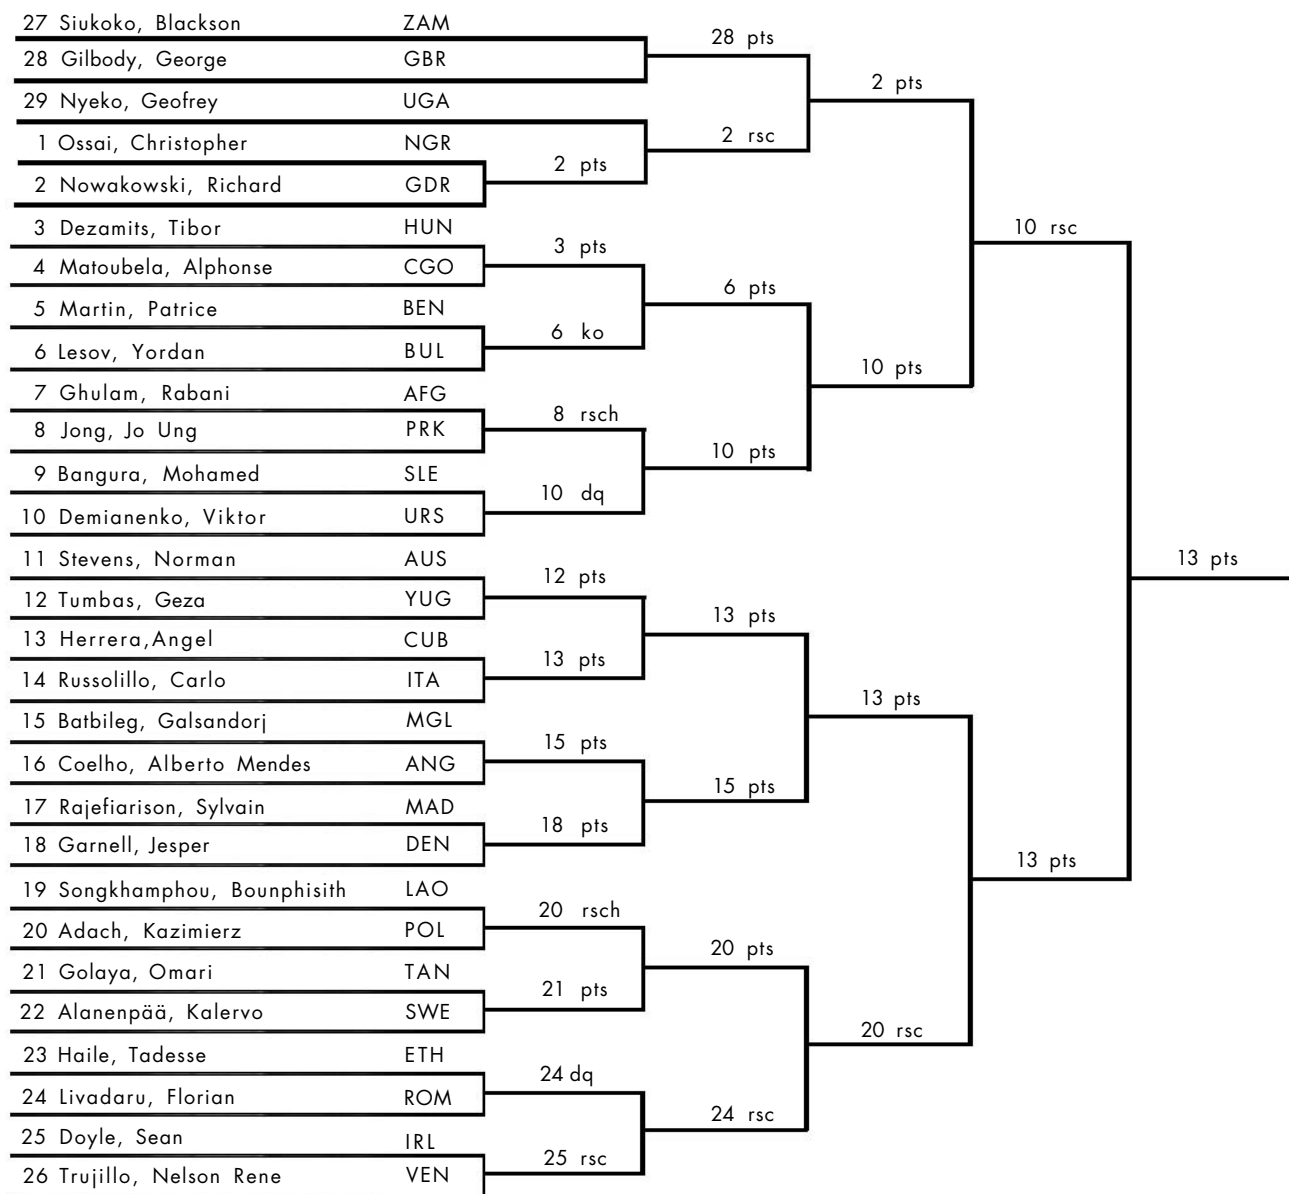 27 Siukoko, Blackson ZAM
28 Gilbody, George GBR
29 Nyeko, Geofrey UGA
1 Ossai, Christopher NGR
2 Nowakowski, Richard GDR
3 Dezamits, Tibor HUN
4 Matoubela, Alphonse CGO
5 Martin, Patrice BEN
6 Lesov, Yordan BUL
7 Ghulam, Rabani AFG
8 Jong, Jo Ung PRK
9 Bangura, Mohamed SLE
10 Demianenko, Viktor URS
11 Stevens, Norman AUS
12 Tumbas, Geza YUG
13 Herrera,Angel CUB
14 Russolillo, Carlo ITA
15 Batbileg, Galsandorj MGL
16 Coelho, Alberto Mendes ANG
17 Rajefiarison, Sylvain MAD
18 Garnell, Jesper DEN
19 Songkhamphou, Bounphisith LAO
20 Adach, Kazimierz POL
21 Golaya, Omari TAN
22 Alanenpää, Kalervo SWE
23 Haile, Tadesse ETH
24 Livadaru, Florian ROM
25 Doyle, Sean IRL
26 Trujillo, Nelson Rene VEN
2 pts
3 pts
6 ko
8 rsch
10 dq
12 pts
13 pts
15 pts
18 pts
20 rsch
21 pts
24 dq
25 rsc
28 pts
2 rsc
6 pts
10 pts
13 pts
15 pts
20 pts
24 rsc
2 pts
10 pts
13 pts
20 rsc
10 rsc
13 pts
13 pts